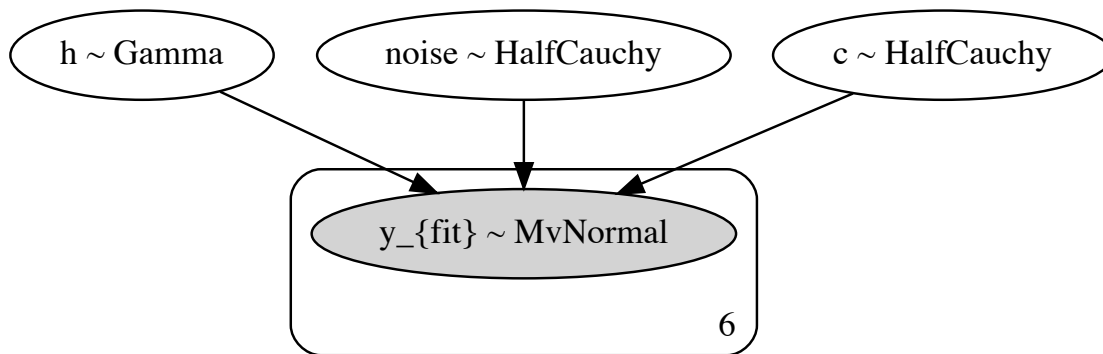 h ~ Gamma
noise ~ HalfCauchy
c ~ HalfCauchy
y_{fit} ~ MvNormal
6